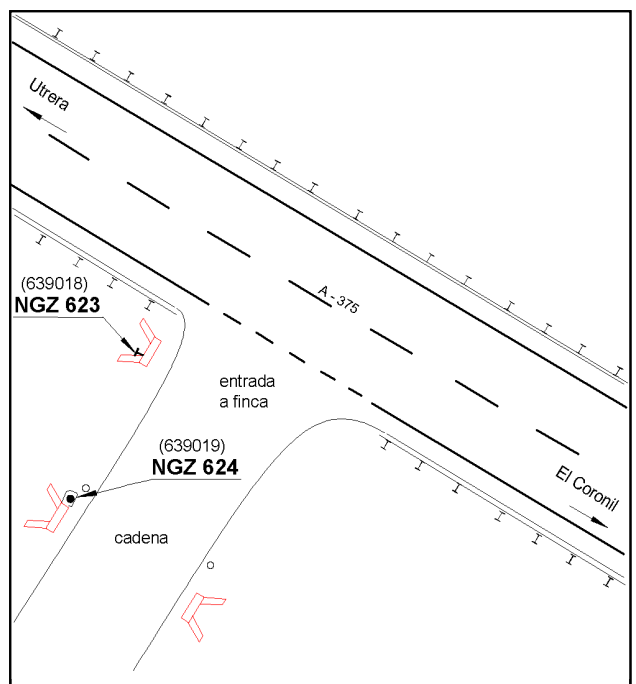 Utrera
A - 375
(639018)
NGZ 623
entrada
a finca
(639019)
NGZ 624
El Coronil
cadena